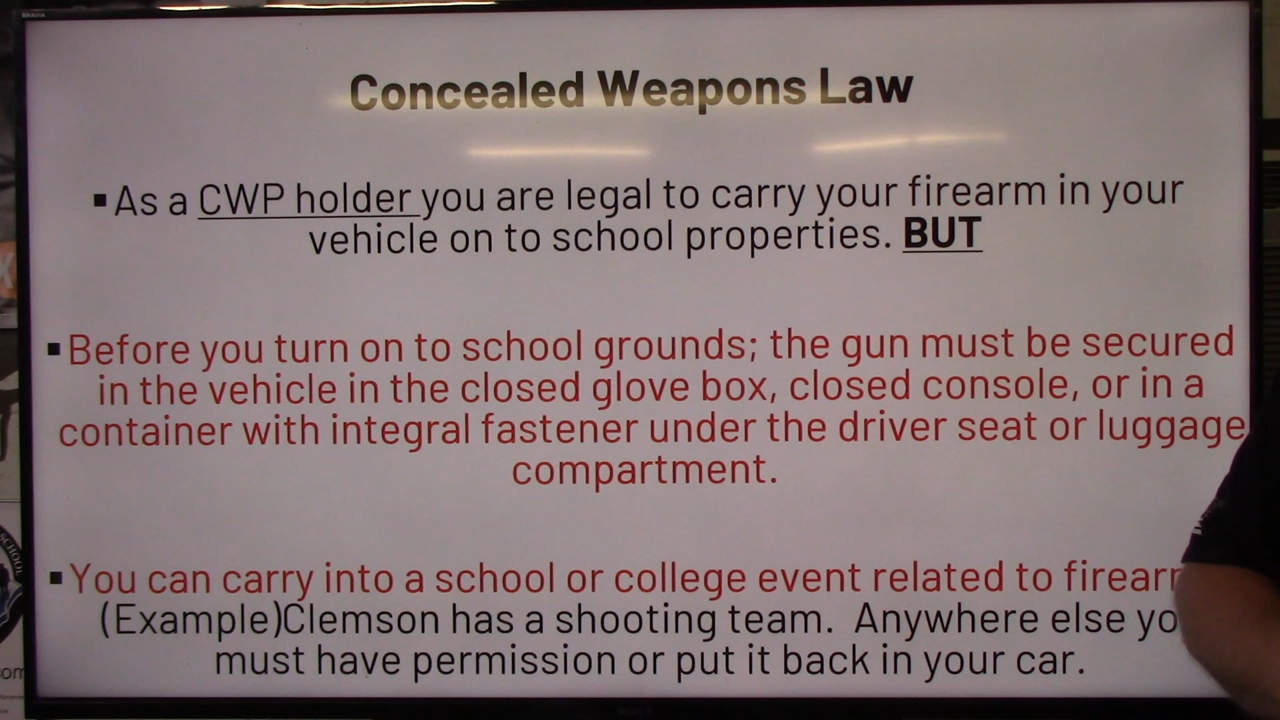 BRAVIA
Concealed Weapons Law
▪As a CWP holder you are legal to carry your firearm in your
vehicle on to school properties. BUT
▪Before you turn on to school grounds; the gun must be secured
in the vehicle in the closed glove box, closed console, or in a
container with integral fastener under the driver seat or luggage
compartment.
▪You can carry into a school or college event related to
(Example)Clemson has a shooting team. Anywhere else
must have permission or put it back in your car.
SCHOOL